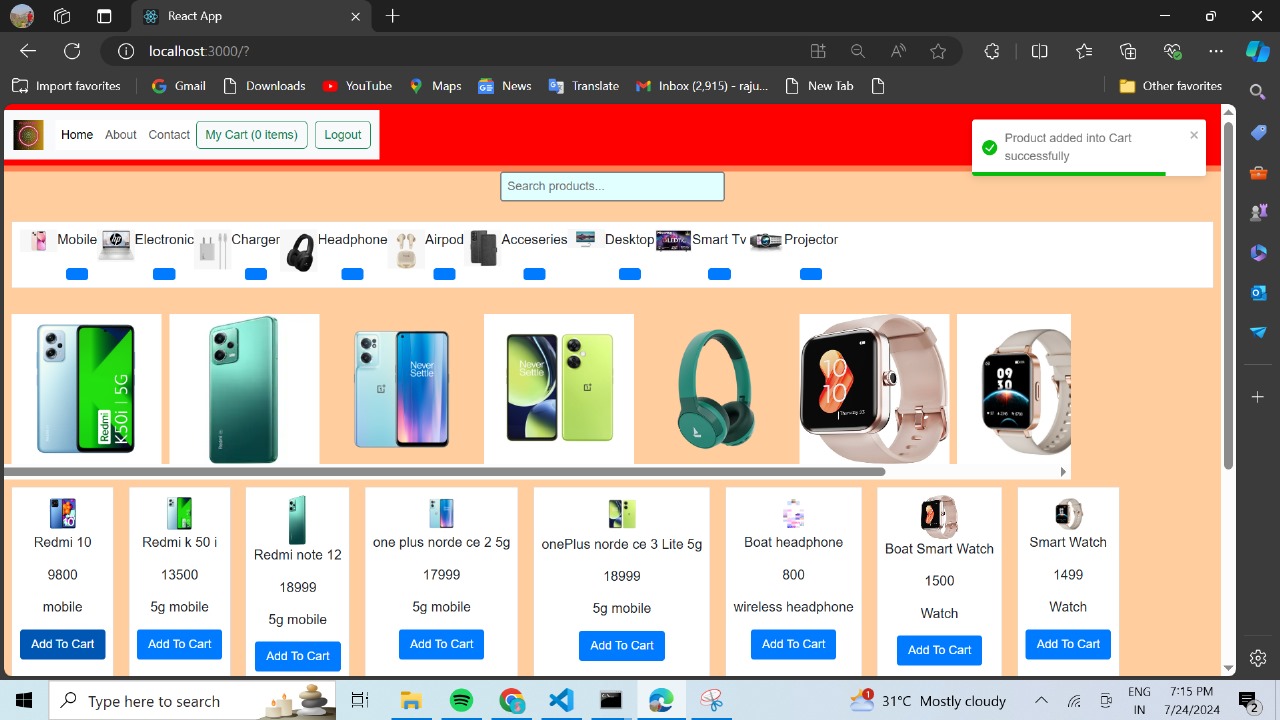 React App
localhost:3000/?
Import favorites
Gmail
Downloads
YouTube
Maps
News
Translate
Inbox (2,915) - raju...
New Tab
Other favorites
Home
About
Contact
My Cart (0 items)
Logout
Product added into Cart
successfully
Search products...
Mobile
Electronic
Charger
Headphone
Airpod
Acceseries
Desktop
Smart Tv
Projector
Redmi
K50i | 5G
Never
Settle
Never
Settle
10
10
09
30
Redmi 10
9800
mobile
Add To Cart
Redmi k 50 i
13500
5g mobile
Add To Cart
Redmi note 12
18999
5g mobile
Add To Cart
one plus norde ce 2 5g
17999
5g mobile
Add To Cart
onePlus norde ce 3 Lite 5g
18999
5g mobile
Add To Cart
Boat headphone
800
wireless headphone
Add To Cart
Boat Smart Watch
1500
Watch
Add To Cart
Smart Watch
1499
Watch
Add To Cart
Type here to search
1
31°C Mostly cloudy
ENG
IN
7:15 PM
7/24/2024
2